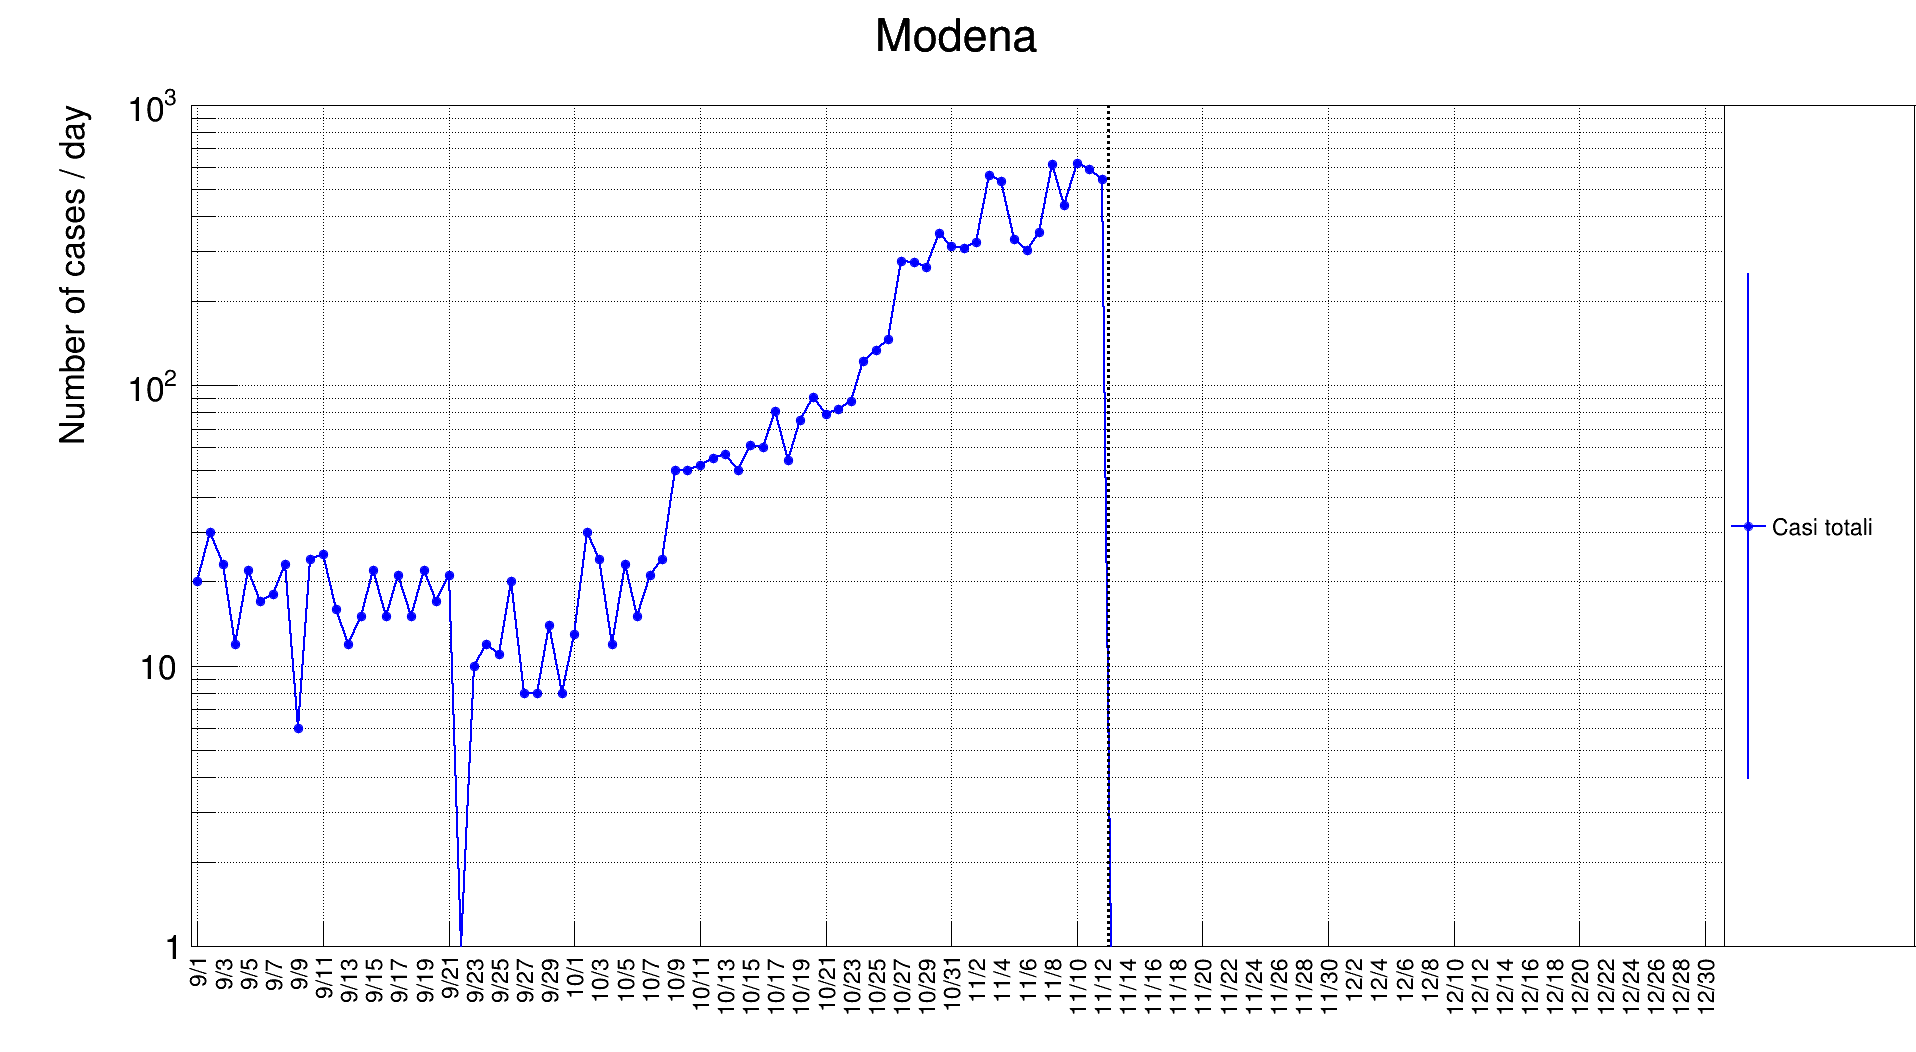 Modena
Number of cases / day
10³
10²
10
1
9/1 9/3 9/5 9/7 9/9 9/11 9/13 9/15 9/17 9/19 9/21 9/23 9/25 9/27 9/29 10/1 10/3 10/5 10/7 10/9 10/11 10/13 10/15 10/17 10/19 10/21 10/23 10/25 10/27 10/29 10/31 11/2 11/4 11/6 11/8 11/10 11/12 11/14 11/16 11/18 11/20 11/22 11/24 11/26 11/28 11/30 12/2 12/4 12/6 12/8 12/10 12/12 12/14 12/16 12/18 12/20 12/22 12/24 12/26 12/28 12/30
Casi totali